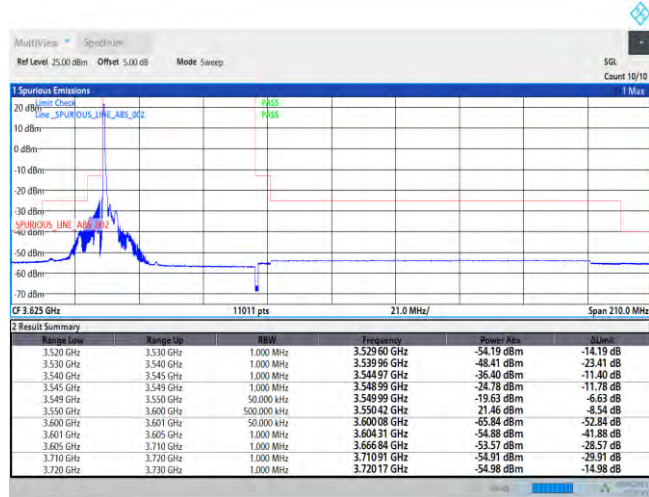 MultiView Spectrum
Ref Level 25.00 dBm Offset 5.00 dB Mode Sweep SGL
Count 10/10
1 Spurious Emissions 1 Max
Limit Check PASS
20 dBm
Line _SPURIOUS_LINE_ABS_002 PASS
10 dBm
0 dBm
-10 dBm
-20 dBm
-30 dBm
SPURIOUS_LINE_ABS_002
-40 dBm
-50 dBm
-60 dBm
-70 dBm
CF 3.625 GHz 11011 pts 21.0 MHz/ Span 210.0 MHz
2 Result Summary
Range Low Range Up RBW Frequency Power Abs ΔLimit
3.520 GHz 3.530 GHz 1.000 MHz 3.529 60 GHz -54.19 dBm -14.19 dB
3.530 GHz 3.540 GHz 1.000 MHz 3.539 96 GHz -48.41 dBm -23.41 dB
3.540 GHz 3.545 GHz 1.000 MHz 3.544 97 GHz -36.40 dBm -11.40 dB
3.545 GHz 3.549 GHz 1.000 MHz 3.548 99 GHz -24.78 dBm -11.78 dB
3.549 GHz 3.550 GHz 50.000 kHz 3.549 99 GHz -19.63 dBm -6.63 dB
3.550 GHz 3.600 GHz 500.000 kHz 3.550 42 GHz 21.46 dBm -8.54 dB
3.600 GHz 3.601 GHz 50.000 kHz 3.600 08 GHz -65.84 dBm -52.84 dB
3.601 GHz 3.605 GHz 1.000 MHz 3.604 31 GHz -54.88 dBm -41.88 dB
3.605 GHz 3.710 GHz 1.000 MHz 3.666 84 GHz -53.57 dBm -28.57 dB
3.710 GHz 3.720 GHz 1.000 MHz 3.710 91 GHz -54.91 dBm -29.91 dB
3.720 GHz 3.730 GHz 1.000 MHz 3.720 17 GHz -54.98 dBm -14.98 dB